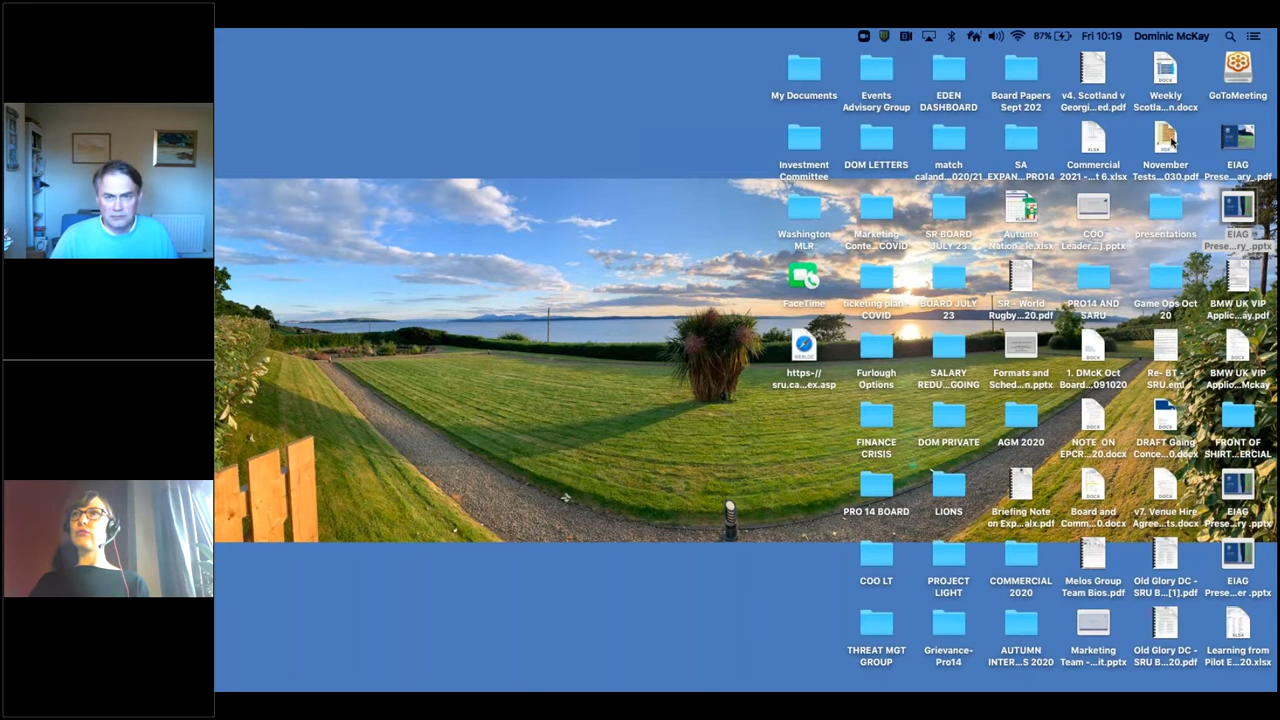 87% Fri 10:19 Dominic McKay
My Documents
Events
Advisory Group
EDEN
DASHBOARD
Board Papers
Sept 202
v4. Scotland v
Georgi...ed.pdf
Weekly
Scotla...n.docx
GoToMeeting
Investment
Committee
DOM LETTERS
match
caland...020/21
SA
_EXPAN...PRO14
Commercial
2021 -...t 6.xlsx
November
Tests...030.pdf
EIAG
Prese...ary_.pdf
Washington
MLR
Marketing
Conte...COVID
SR BOARD
JULY 23
Autumn
Nation...le.xlsx
COO
Leader...].pptx
presentations
EIAG
Prese...ry_.pptx
FaceTime
ticketing plan
COVID
BOARD JULY
23
SR - World
Rugby...20.pdf
PRO14 AND
SARU
Game Ops Oct
20
BMW UK VIP
Applic...ay.pdf
https-//
sru.ca...ex.asp
Furlough
Options
SALARY
REDU...GOING
Formats and
Sched...n.pptx
1. DMcK Oct
Board...091020
Re- BT -
SRU.eml
BMW UK VIP
Applic...Mckay
FINANCE
CRISIS
DOM PRIVATE
AGM 2020
NOTE ON
EPCR...20.docx
DRAFT Going
Conce...0.docx
FRONT OF
SHIRT...ERCIAL
PRO 14 BOARD
LIONS
Briefing Note
on Exp...alx.pdf
Board and
Comm...0.docx
v7. Venue Hire
Agree...ts.docx
EIAG
Prese...ry .pptx
COO LT
PROJECT
LIGHT
COMMERCIAL
2020
Melos Group
Team Bios.pdf
Old Glory DC -
SRU B...[1].pdf
EIAG
Prese...er .pptx
THREAT MGT
GROUP
Grievance-
Pro14
AUTUMN
INTER...S 2020
Marketing
Team -...it.pptx
Old Glory DC -
SRU B...20.pdf
Learning from
Pilot E...20.xlsx